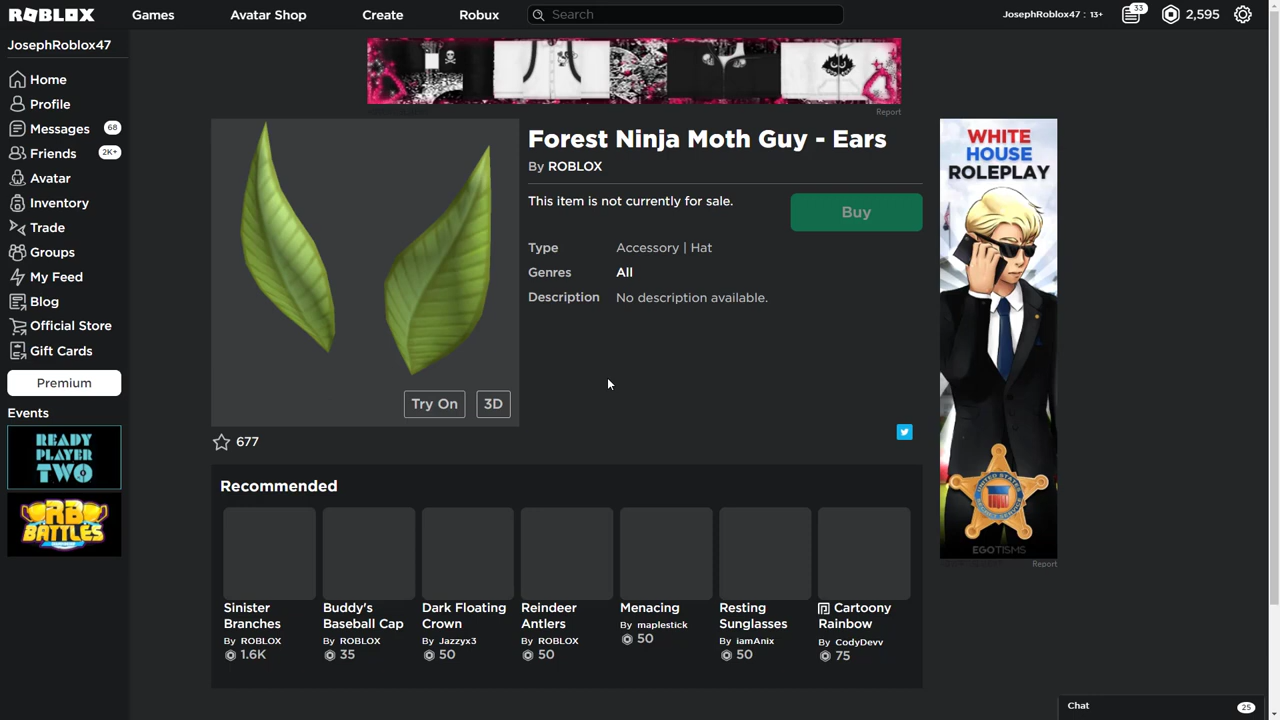 ROBLOX
Games
Avatar Shop
Create
Robux
Search
JosephRoblox47 : 13+
33
2,595
JosephRoblox47
Home
Profile
Messages 68
Friends 2K+
Avatar
Inventory
Trade
Groups
My Feed
Blog
Official Store
Gift Cards
Premium
Events
READY
PLAYER
TWO
RB
BATTLES
Report
Forest Ninja Moth Guy - Ears
By ROBLOX
This item is not currently for sale.
Buy
Type Accessory | Hat
Genres All
Description No description available.
Try On
3D
677
Recommended
Sinister
Branches
By ROBLOX
1.6K
Buddy's
Baseball Cap
By ROBLOX
35
Dark Floating
Crown
By Jazzyx3
50
Reindeer
Antlers
By ROBLOX
50
Menacing
By maplestick
50
Resting
Sunglasses
By iamAnix
50
Cartoony
Rainbow
By CodyDevv
75
WHITE
HOUSE
ROLEPLAY
UNITED STATES
EGOTISMS
Report
Chat 25